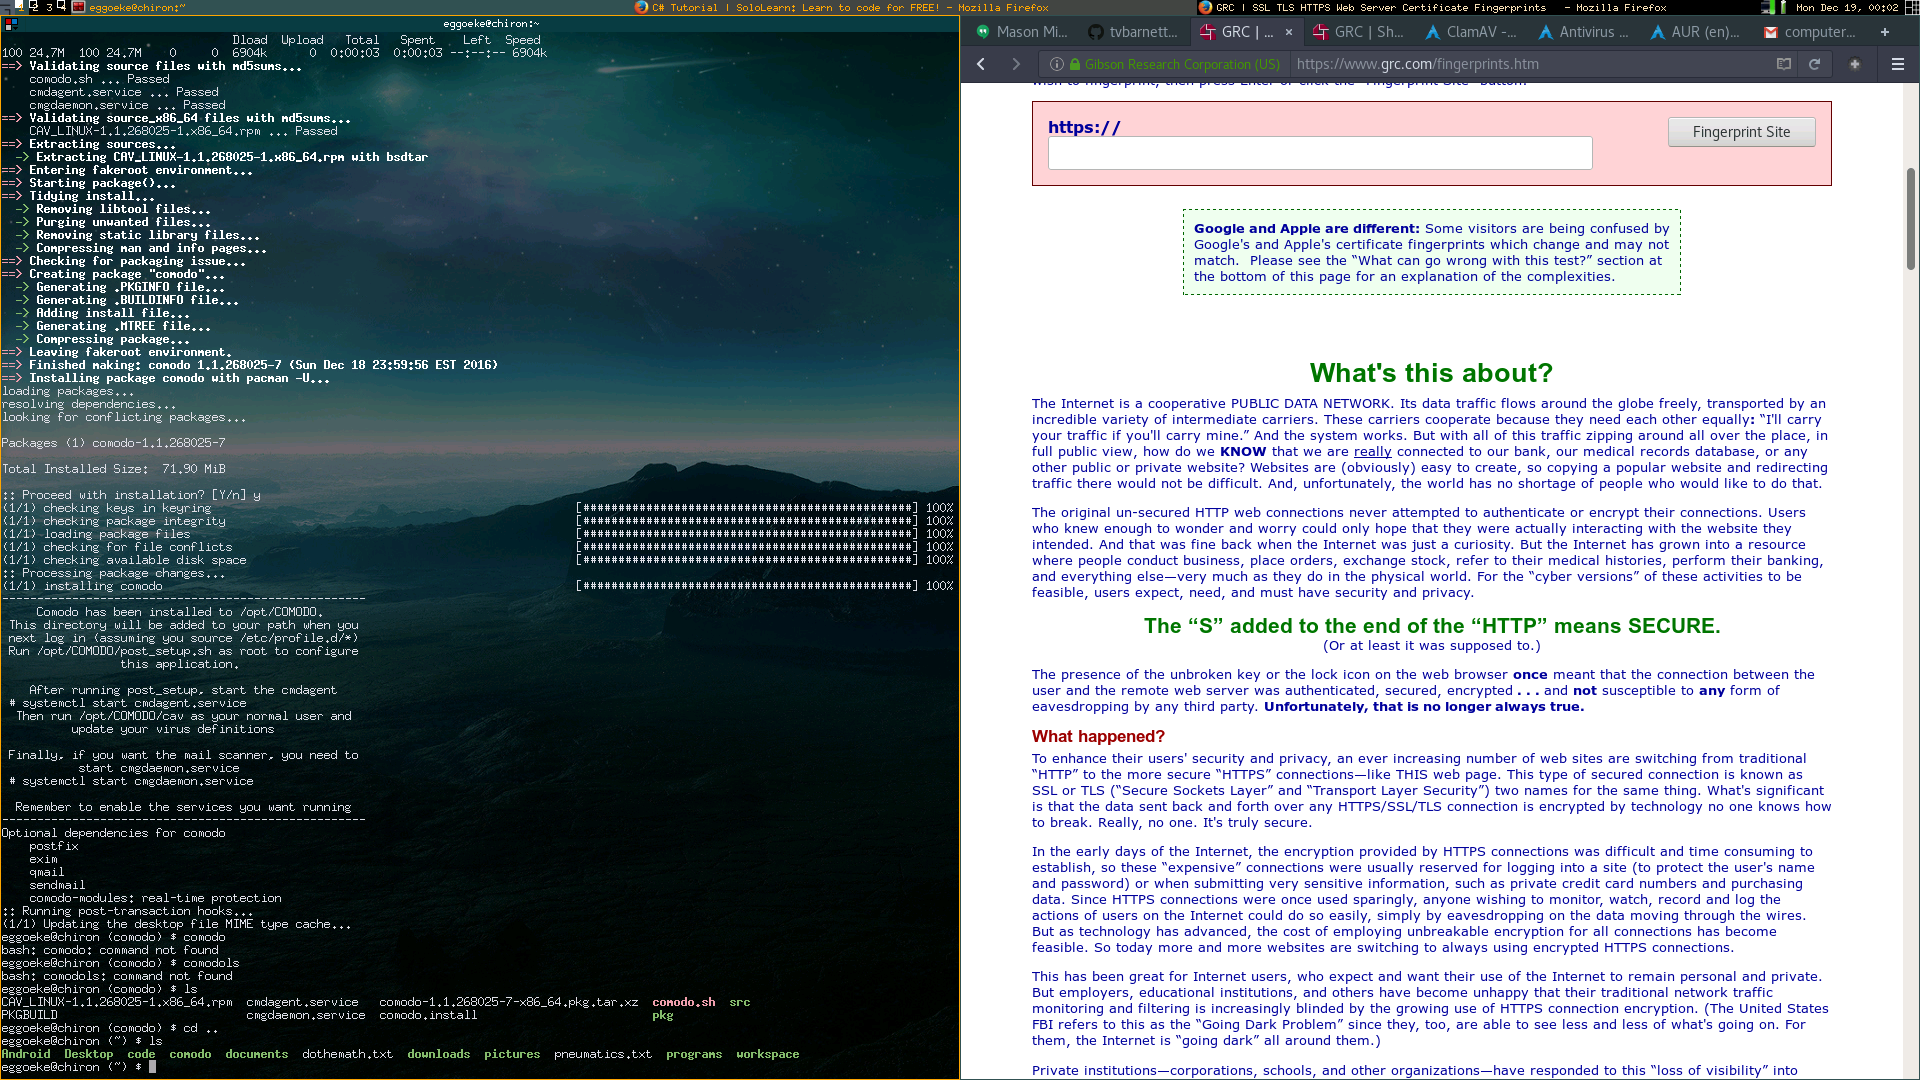 1 2 3 4 eggoeke@chiron:~
C# Tutorial | SoloLearn: Learn to code for FREE! - Mozilla Firefox
GRC | SSL TLS HTTPS Web Server Certificate Fingerprints - Mozilla Firefox
Mon Dec 19, 00:02
eggoeke@chiron:~
Dload Upload Total Spent Left Speed
100 24.7M 100 24.7M 0 0 6904k 0 0:00:03 0:00:03 --:--:-- 6904k
==> Validating source files with md5sums...
comodo.sh ... Passed
cmdagent.service ... Passed
cmgdaemon.service ... Passed
==> Validating source_x86_64 files with md5sums...
CAV_LINUX-1.1.268025-1.x86_64.rpm ... Passed
==> Extracting sources...
-> Extracting CAV_LINUX-1.1.268025-1.x86_64.rpm with bsdtar
==> Entering fakeroot environment...
==> Starting package()...
==> Tidying install...
-> Removing libtool files...
-> Purging unwanted files...
-> Removing static library files...
-> Compressing man and info pages...
==> Checking for packaging issue...
==> Creating package "comodo"...
-> Generating .PKGINFO file...
-> Generating .BUILDINFO file...
-> Adding install file...
-> Generating .MTREE file...
-> Compressing package...
==> Leaving fakeroot environment.
==> Finished making: comodo 1.1.268025-7 (Sun Dec 18 23:59:56 EST 2016)
==> Installing package comodo with pacman -U...
loading packages...
resolving dependencies...
looking for conflicting packages...
Packages (1) comodo-1.1.268025-7
Total Installed Size: 71.90 MiB
:: Proceed with installation? [Y/n] y
(1/1) checking keys in keyring [###############################################] 100%
(1/1) checking package integrity [###############################################] 100%
(1/1) loading package files [###############################################] 100%
(1/1) checking for file conflicts [###############################################] 100%
(1/1) checking available disk space [###############################################] 100%
:: Processing package changes...
(1/1) installing comodo [###############################################] 100%
----------------------------------------------------
Comodo has been installed to /opt/COMODO.
This directory will be added to your path when you
next log in (assuming you source /etc/profile.d/*)
Run /opt/COMODO/post_setup.sh as root to configure
this application.
After running post_setup, start the cmdagent
# systemctl start cmdagent.service
Then run /opt/COMODO/cav as your normal user and
update your virus definitions
Finally, if you want the mail scanner, you need to
start cmgdaemon.service
# systemctl start cmgdaemon.service
Remember to enable the services you want running
----------------------------------------------------
Optional dependencies for comodo
postfix
exim
qmail
sendmail
comodo-modules: real-time protection
:: Running post-transaction hooks...
(1/1) Updating the desktop file MIME type cache...
eggoeke@chiron (comodo) $ comodo
bash: comodo: command not found
eggoeke@chiron (comodo) $ comodols
bash: comodols: command not found
eggoeke@chiron (comodo) $ ls
CAV_LINUX-1.1.268025-1.x86_64.rpm cmdagent.service comodo-1.1.268025-7-x86_64.pkg.tar.xz comodo.sh src
PKGBUILD cmgdaemon.service comodo.install pkg
eggoeke@chiron (comodo) $ cd ..
eggoeke@chiron (~) $ ls
Android Desktop code comodo documents dothemath.txt downloads pictures pneumatics.txt programs workspace
eggoeke@chiron (~) $
Mason Mi...
tvbarnett...
GRC | ... ×
GRC | Sh...
ClamAV -...
Antivirus ...
AUR (en)...
computer...
+
Gibson Research Corporation (US) https://www.grc.com/fingerprints.htm
wish to fingerprint, then press Enter or click the "Fingerprint Site" button
https://
Fingerprint Site
Google and Apple are different: Some visitors are being confused by
Google's and Apple's certificate fingerprints which change and may not
match. Please see the “What can go wrong with this test?” section at
the bottom of this page for an explanation of the complexities.
What's this about?
The Internet is a cooperative PUBLIC DATA NETWORK. Its data traffic flows around the globe freely, transported by an
incredible variety of intermediate carriers. These carriers cooperate because they need each other equally: “I'll carry
your traffic if you'll carry mine.” And the system works. But with all of this traffic zipping around all over the place, in
full public view, how do we KNOW that we are really connected to our bank, our medical records database, or any
other public or private website? Websites are (obviously) easy to create, so copying a popular website and redirecting
traffic there would not be difficult. And, unfortunately, the world has no shortage of people who would like to do that.
The original un-secured HTTP web connections never attempted to authenticate or encrypt their connections. Users
who knew enough to wonder and worry could only hope that they were actually interacting with the website they
intended. And that was fine back when the Internet was just a curiosity. But the Internet has grown into a resource
where people conduct business, place orders, exchange stock, refer to their medical histories, perform their banking,
and everything else—very much as they do in the physical world. For the “cyber versions” of these activities to be
feasible, users expect, need, and must have security and privacy.
The “S” added to the end of the “HTTP” means SECURE.
(Or at least it was supposed to.)
The presence of the unbroken key or the lock icon on the web browser once meant that the connection between the
user and the remote web server was authenticated, secured, encrypted . . . and not susceptible to any form of
eavesdropping by any third party. Unfortunately, that is no longer always true.
What happened?
To enhance their users' security and privacy, an ever increasing number of web sites are switching from traditional
“HTTP” to the more secure “HTTPS” connections—like THIS web page. This type of secured connection is known as
SSL or TLS (“Secure Sockets Layer” and “Transport Layer Security”) two names for the same thing. What's significant
is that the data sent back and forth over any HTTPS/SSL/TLS connection is encrypted by technology no one knows how
to break. Really, no one. It's truly secure.
In the early days of the Internet, the encryption provided by HTTPS connections was difficult and time consuming to
establish, so these “expensive” connections were usually reserved for logging into a site (to protect the user's name
and password) or when submitting very sensitive information, such as private credit card numbers and purchasing
data. Since HTTPS connections were once used sparingly, anyone wishing to monitor, watch, record and log the
actions of users on the Internet could do so easily, simply by eavesdropping on the data moving through the wires.
But as technology has advanced, the cost of employing unbreakable encryption for all connections has become
feasible. So today more and more websites are switching to always using encrypted HTTPS connections.
This has been great for Internet users, who expect and want their use of the Internet to remain personal and private.
But employers, educational institutions, and others have become unhappy that their traditional network traffic
monitoring and filtering is increasingly blinded by the growing use of HTTPS connection encryption. (The United States
FBI refers to this as the “Going Dark Problem” since they, too, are able to see less and less of what's going on. For
them, the Internet is “going dark” all around them.)
Private institutions—corporations, schools, and other organizations—have responded to this “loss of visibility” into